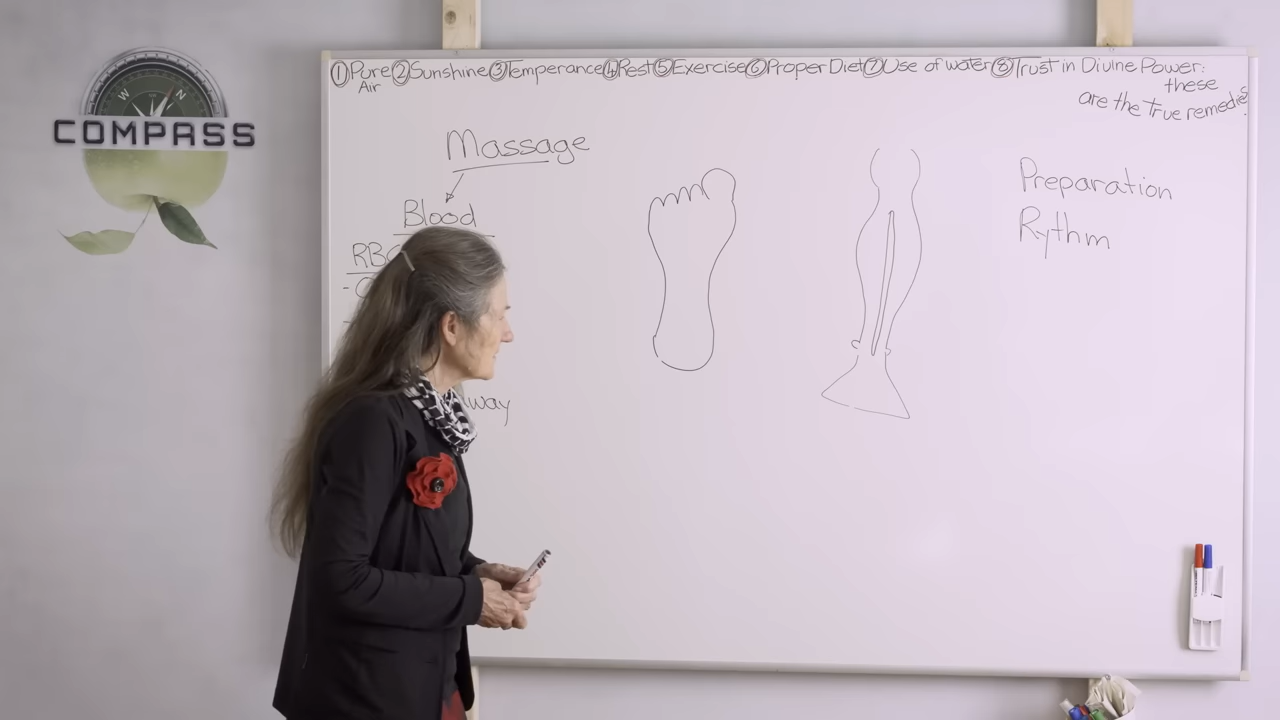 W N
COMPASS
①Pure ②Sunshine ③Temperance ④Rest ⑤Exercise ⑥Proper Diet ⑦Use of water ⑧Trust in Divine Power:
Air
these
are the True remedies.
Massage
Blood
RBC
Preparation
Rythm
way